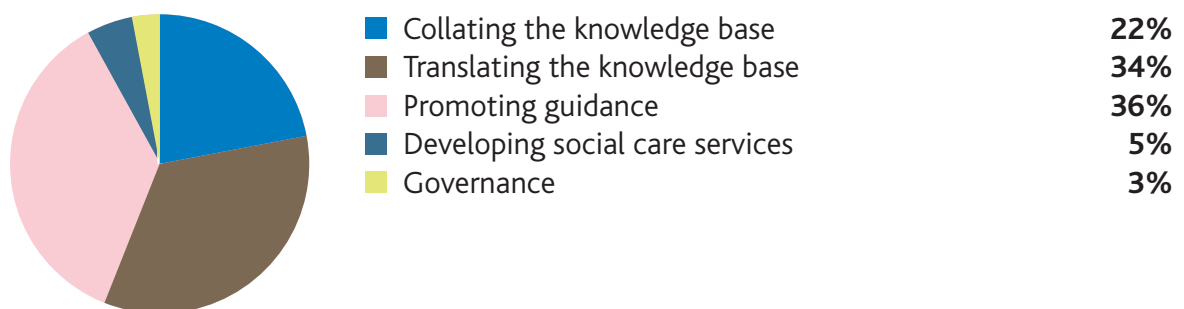 Collating the knowledge base 22%
Translating the knowledge base 34%
Promoting guidance 36%
Developing social care services 5%
Governance 3%